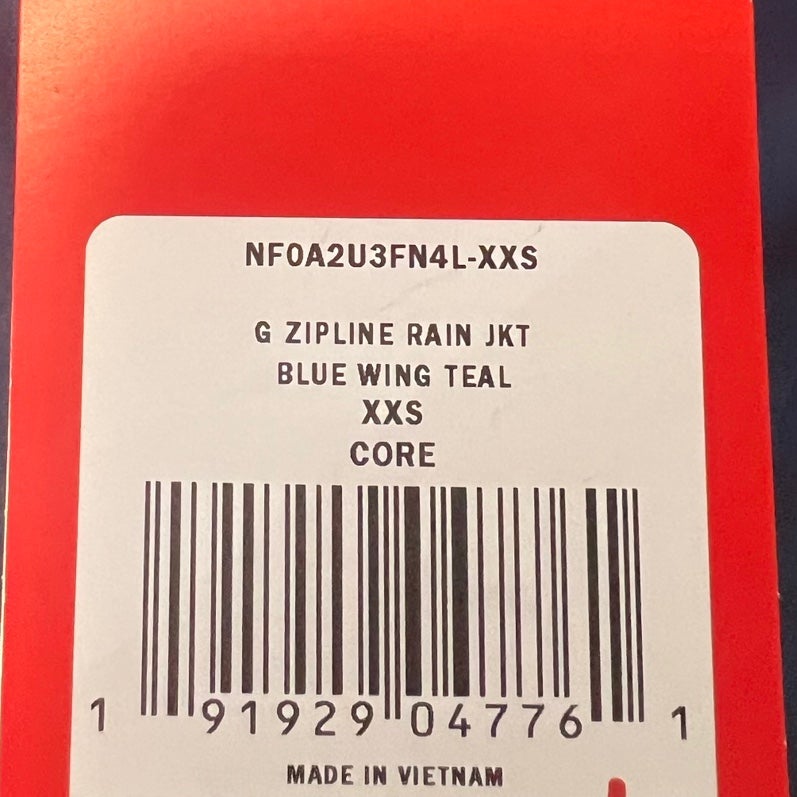 NF0A2U3FN4L-XXS
G ZIPLINE RAIN JKT
BLUE WING TEAL
XXS
CORE
1 91929 04776 1
MADE IN VIETNAM